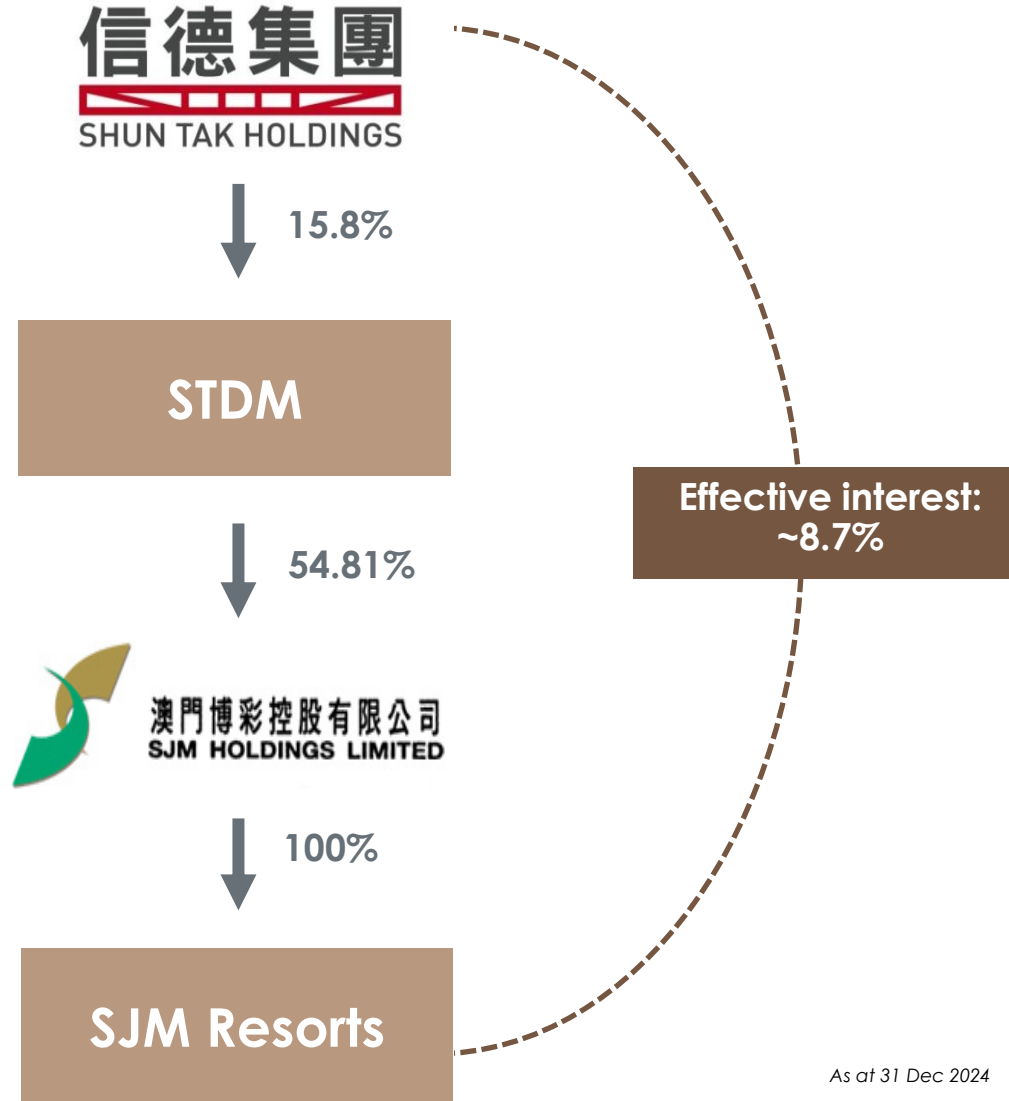 信德集團
SHUN TAK HOLDINGS
15.8%
STDM
54.81%
Effective interest:
~8.7%
澳門博彩控股有限公司
SJM HOLDINGS LIMITED
100%
SJM Resorts
As at 31 Dec 2024